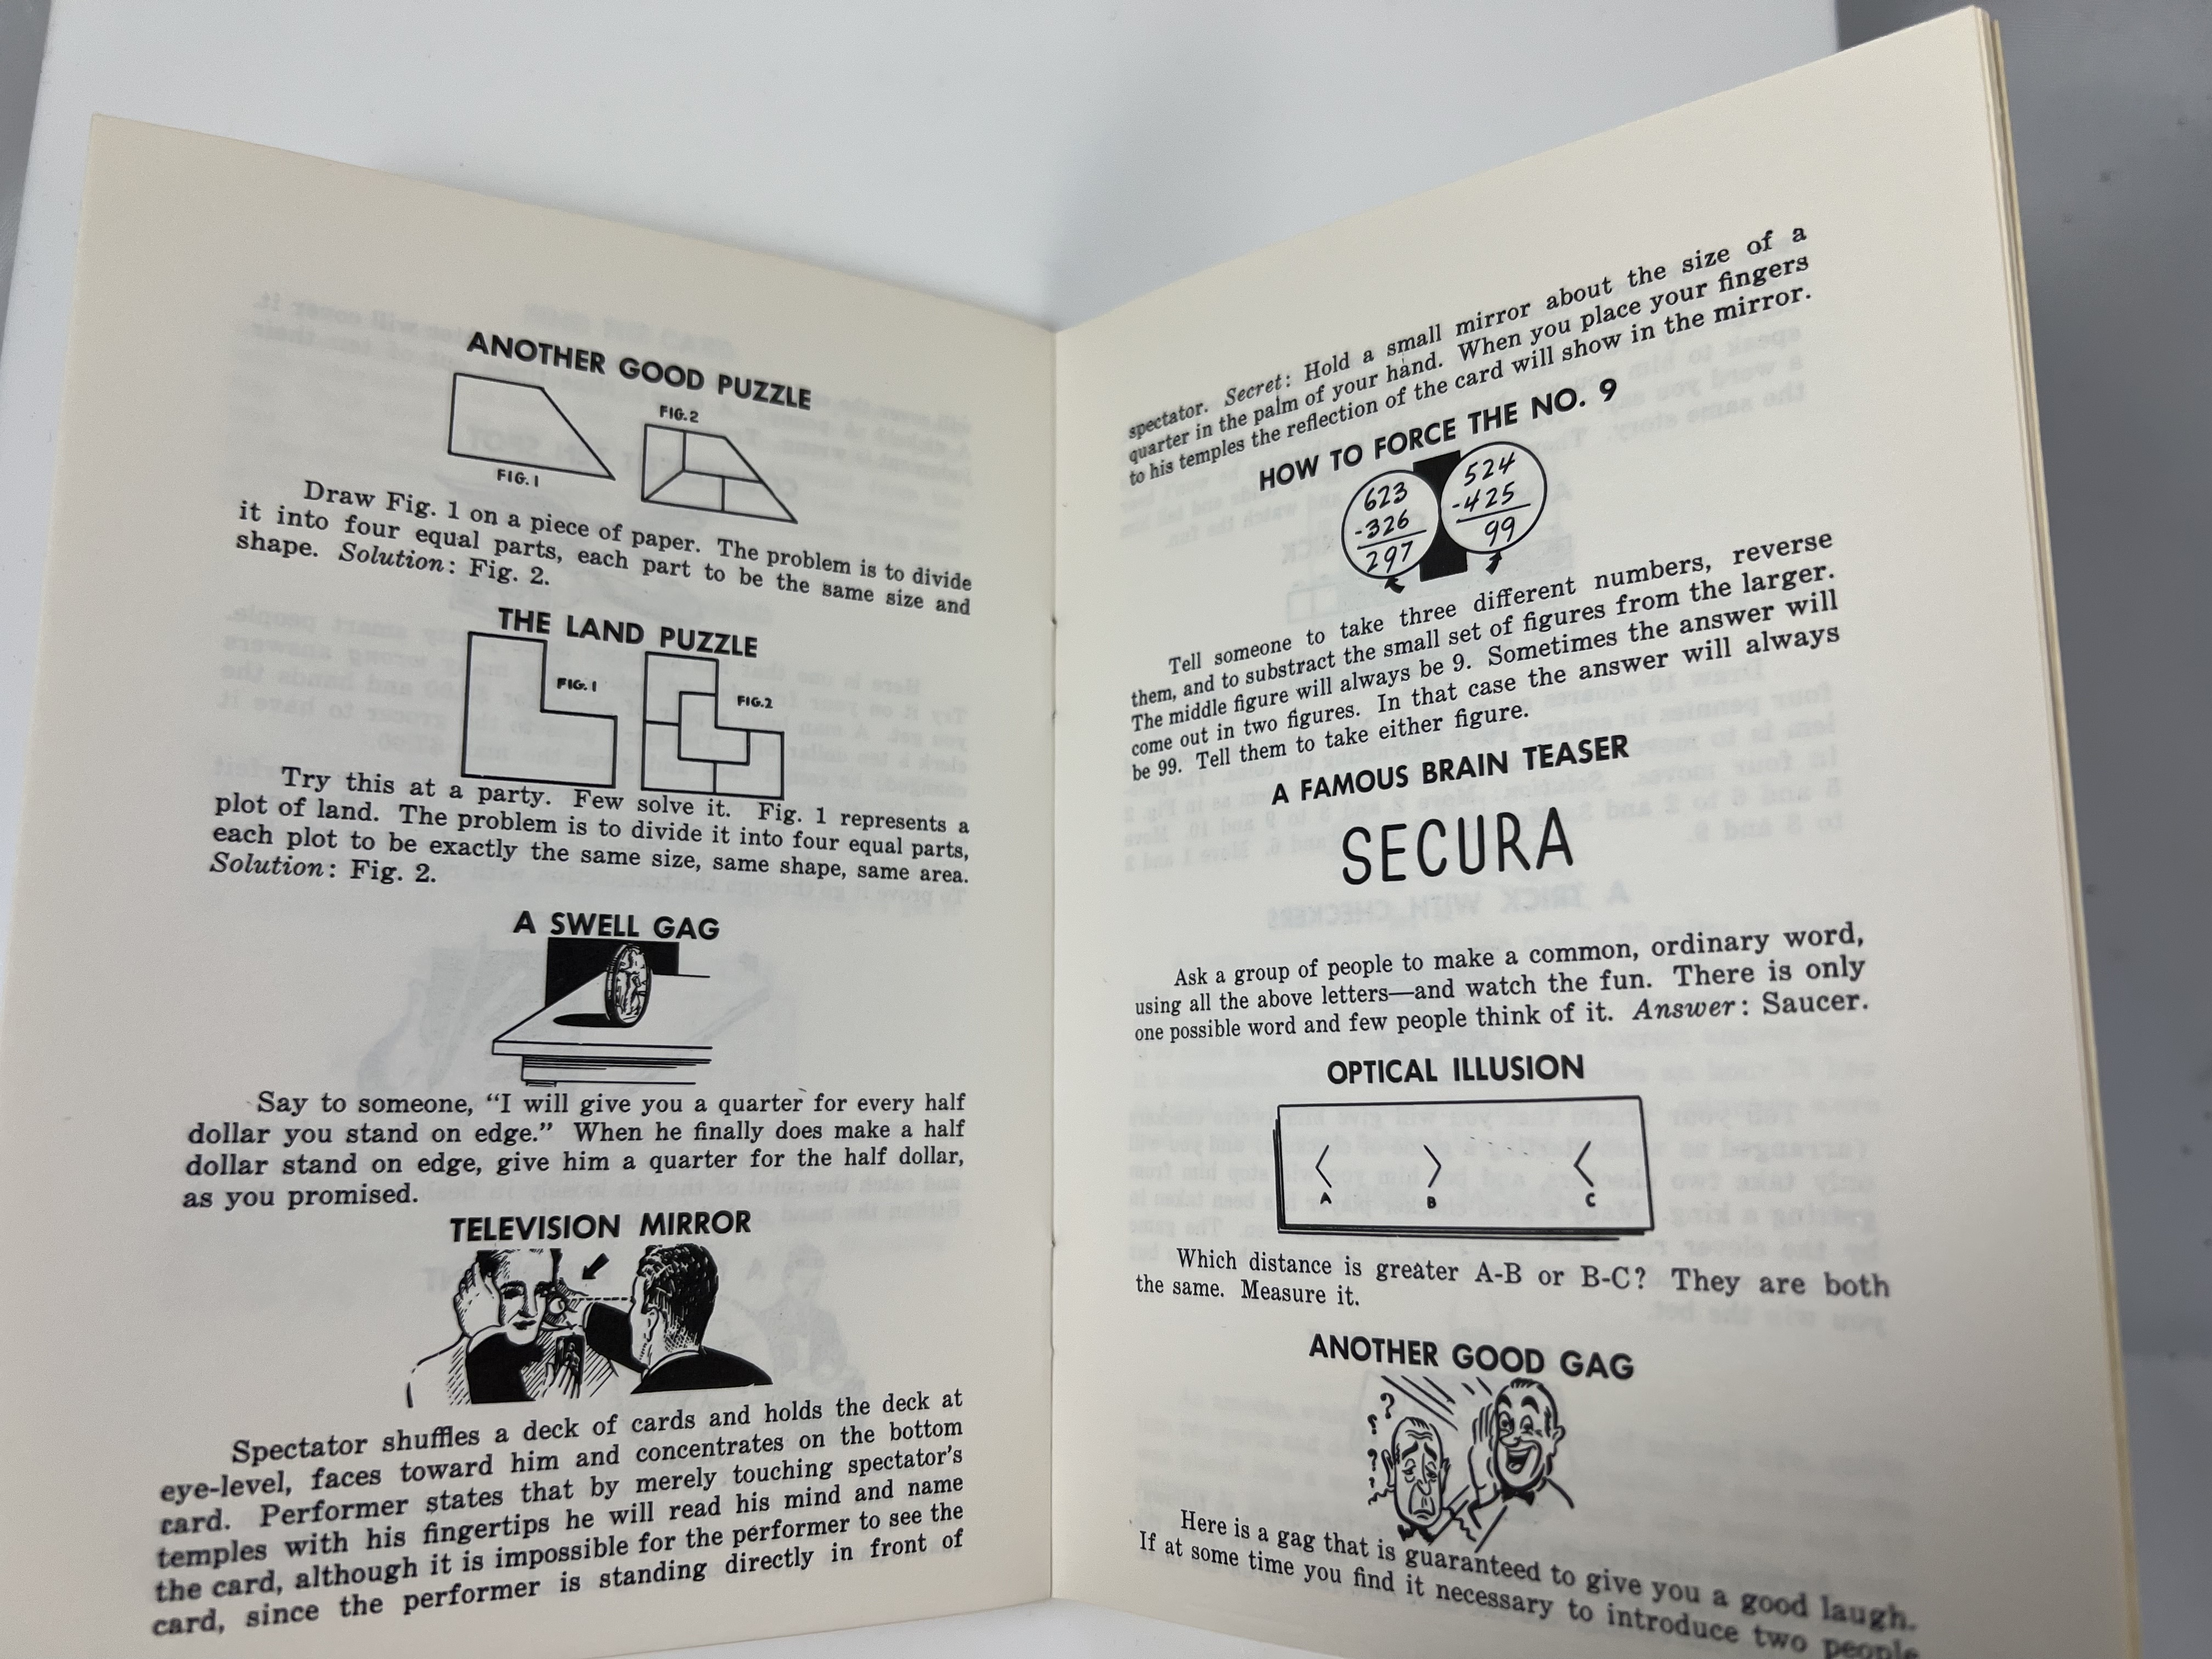 ANOTHER GOOD PUZZLE
FIG. 1
FIG. 2
Draw Fig. 1 on a piece of paper. The problem is to divide
it into four equal parts, each part to be the same size and
shape. Solution: Fig. 2.
THE LAND PUZZLE
FIG. 1
FIG. 2
Try this at a party. Few solve it. Fig. 1 represents a
plot of land. The problem is to divide it into four equal parts,
each plot to be exactly the same size, same shape, same area.
Solution: Fig. 2.
A SWELL GAG
Say to someone, “I will give you a quarter for every half
dollar you stand on edge.” When he finally does make a half
dollar stand on edge, give him a quarter for the half dollar,
as you promised.
TELEVISION MIRROR
Spectator shuffles a deck of cards and holds the deck at
eye-level, faces toward him and concentrates on the bottom
card. Performer states that by merely touching spectator's
temples with his fingertips he will read his mind and name
the card, although it is impossible for the performer to see the
card, since the performer is standing directly in front of
spectator. Secret: Hold a small mirror about the size of a
quarter in the palm of your hand. When you place your fingers
to his temples the reflection of the card will show in the mirror.
HOW TO FORCE THE NO. 9
623
-326
297
524
-425
99
Tell someone to take three different numbers, reverse
them, and to substract the small set of figures from the larger.
The middle figure will always be 9. Sometimes the answer will
come out in two figures. In that case the answer will always
be 99. Tell them to take either figure.
A FAMOUS BRAIN TEASER
SECURA
Ask a group of people to make a common, ordinary word,
using all the above letters—and watch the fun. There is only
one possible word and few people think of it. Answer: Saucer.
OPTICAL ILLUSION
A B C
Which distance is greater A-B or B-C? They are both
the same. Measure it.
ANOTHER GOOD GAG
? ? ? ? ?
Here is a gag that is guaranteed to give you a good laugh.
If at some time you find it necessary to introduce two people